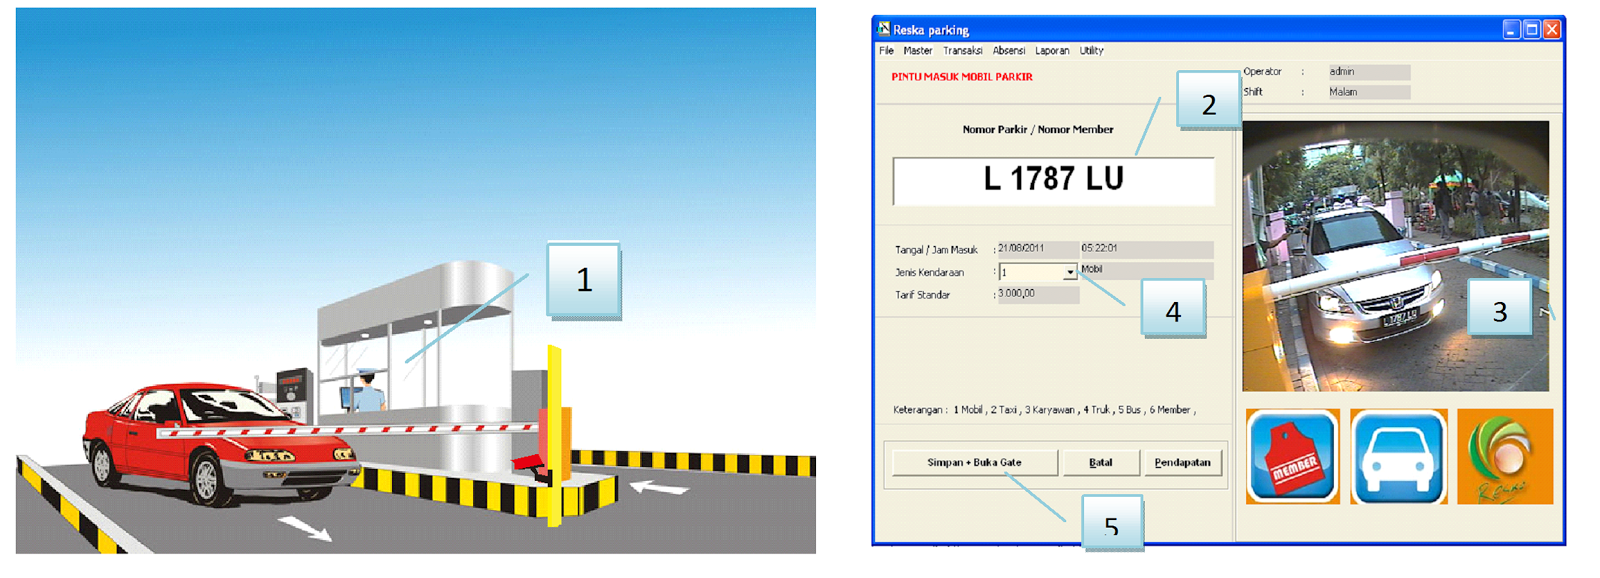 1
Reska parking
File Master Transaksi Absensi Laporan Utility
PINTU MASUK MOBIL PARKIR
Operator : admin
Shift : Malam
2
Nomor Parkir / Nomor Member
L 1787 LU
Tangal / Jam Masuk : 21/08/2011 05:22:01
Jenis Kendaraan : 1 Mobil
Tarif Standar : 3.000,00
4
3
L 1787 LU
Keterangan : 1 Mobil , 2 Taxi , 3 Karyawan , 4 Truk , 5 Bus , 6 Member ,
Simpan + Buka Gate Batal Pendapatan
MEMBER
Reska
5